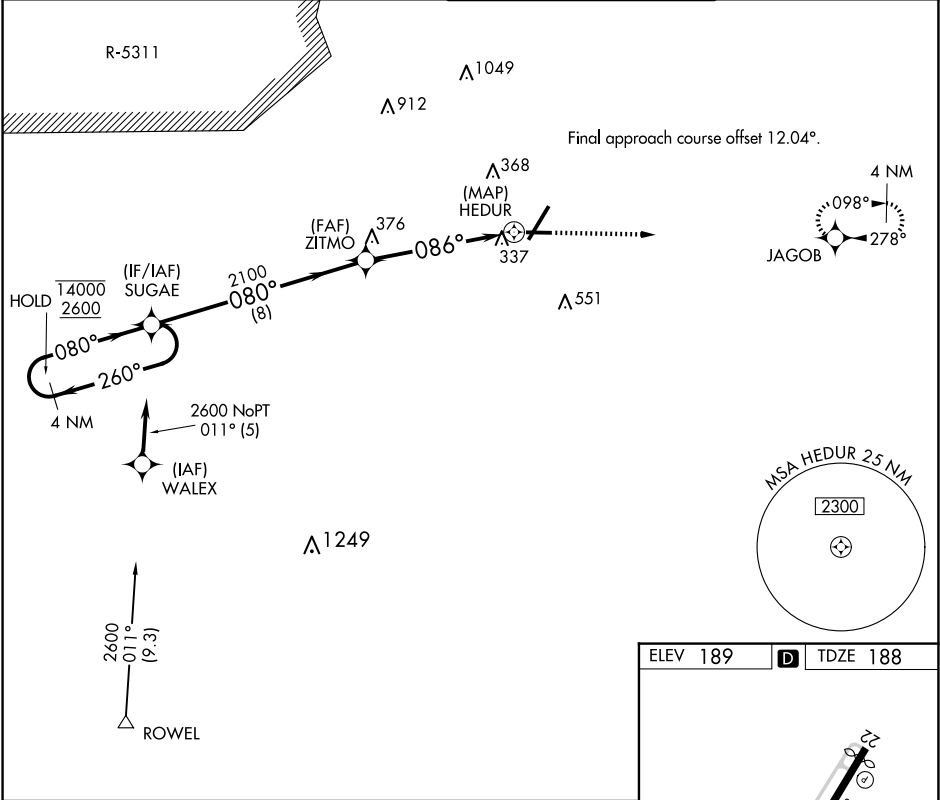 R-5311
1049
912
Final approach course offset 12.04°.
368
4 NM
(MAP)
HEDUR
098°
(FAF)
ZITMO
376
086°
337
278°
JAGOB
(IF/IAF)
SUGAE
2100
080°
(8)
HOLD
14000
2600
551
080°
260°
4 NM
2600 NoPT
011° (5)
(IAF)
WALEX
MSA HEDUR 25 NM
2300
1249
2600
011°
(9.3)
ROWEL
ELEV 189
D
TDZE 188
22
P